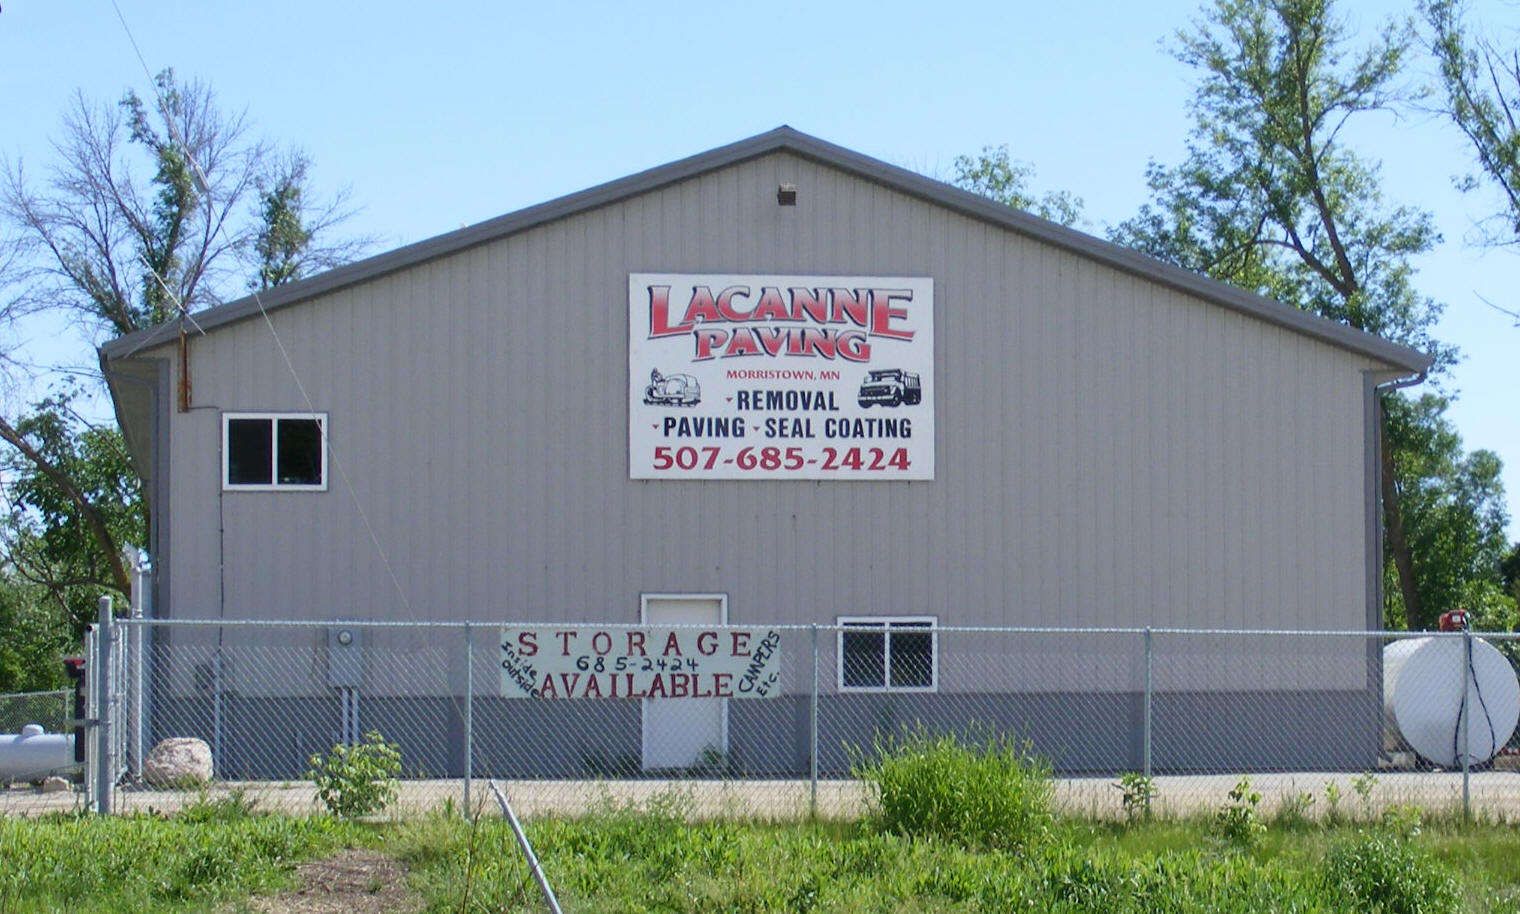 LACANNE
PAVING
MORRISTOWN, MN
REMOVAL
PAVING SEAL COATING
507-685-2424
STORAGE
685-2424
AVAILABLE
Inside
Outside
CAMPERS
Etc.